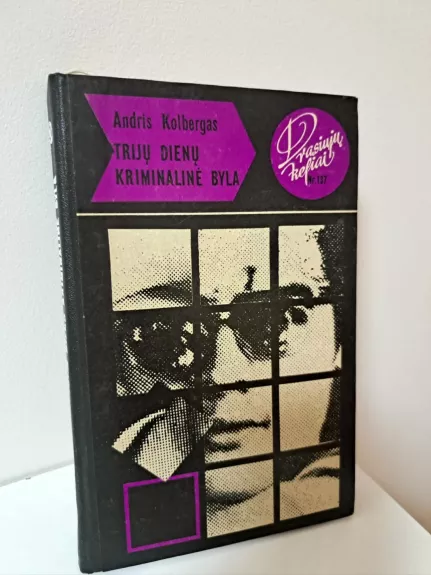 Andris Kolbergas
TRIJŲ DIENŲ
KRIMINALINĖ BYLA
Drąsiųjų
keliai
Nr. 137